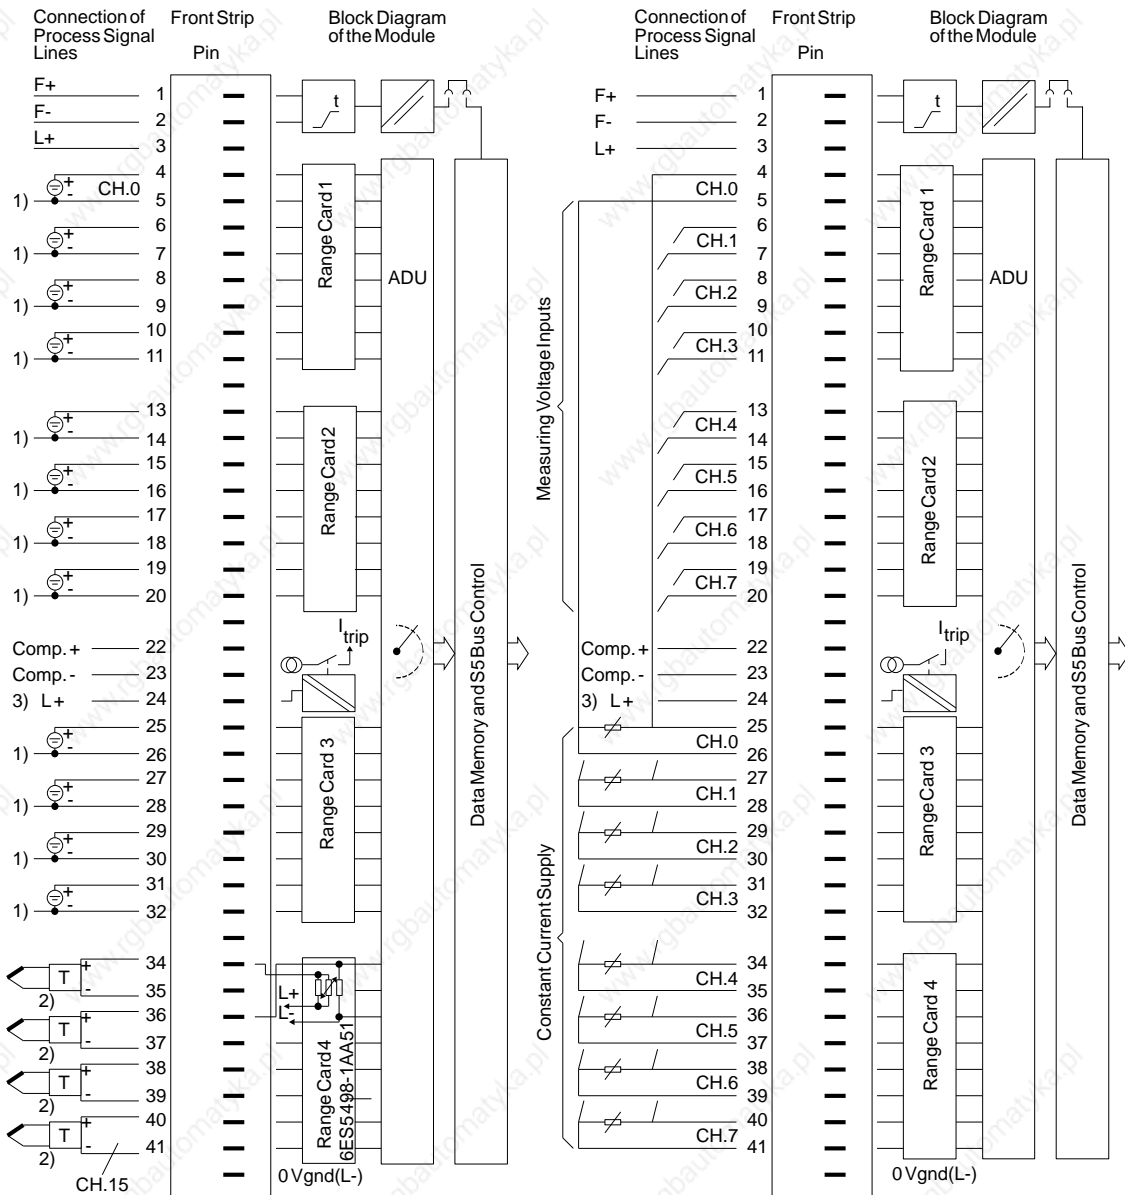 Connection of Process Signal Lines
Front Strip
Pin
Block Diagram of the Module
F+
F-
L+
1
2
3
4
5
6
7
8
9
10
11
13
14
15
16
17
18
19
20
22
23
24
25
26
27
28
29
30
31
32
34
35
36
37
38
39
40
41
+
-
CH.0
1)
+
-
1)
+
-
1)
+
-
1)
+
-
1)
+
-
1)
+
-
1)
+
-
1)
Comp.+
Comp.-
3) L+
+
-
1)
+
-
1)
+
-
1)
+
-
1)
T
+
-
2)
T
+
-
2)
T
+
-
2)
T
+
-
2)
CH.15
t
Range Card 1
Range Card 2
Itrip
Range Card 3
L+
L-
Range Card 4
6ES5 498-1AA51
0 Vgnd(L-)
ADU
Data Memory and S5 Bus Control
Connection of Process Signal Lines
Front Strip
Pin
Block Diagram of the Module
F+
F-
L+
1
2
3
4
5
6
7
8
9
10
11
13
14
15
16
17
18
19
20
22
23
24
25
26
27
28
29
30
31
32
34
35
36
37
38
39
40
41
Measuring Voltage Inputs
CH.0
CH.1
CH.2
CH.3
CH.4
CH.5
CH.6
CH.7
Comp.+
Comp.-
3) L+
Constant Current Supply
CH.0
CH.1
CH.2
CH.3
CH.4
CH.5
CH.6
CH.7
t
Range Card 1
Range Card 2
Itrip
Range Card 3
Range Card 4
0 Vgnd(L-)
ADU
Data Memory and S5 Bus Control
www.rgbautomatyka.pl